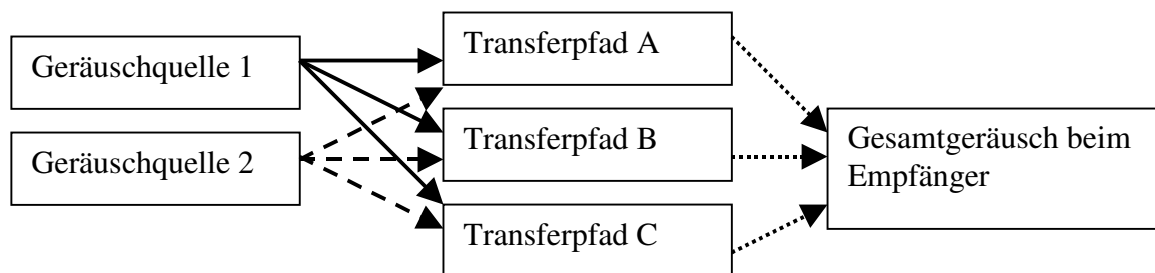 Geräuschquelle 1
Geräuschquelle 2
Transferpfad A
Transferpfad B
Transferpfad C
Gesamtgeräusch beim
Empfänger